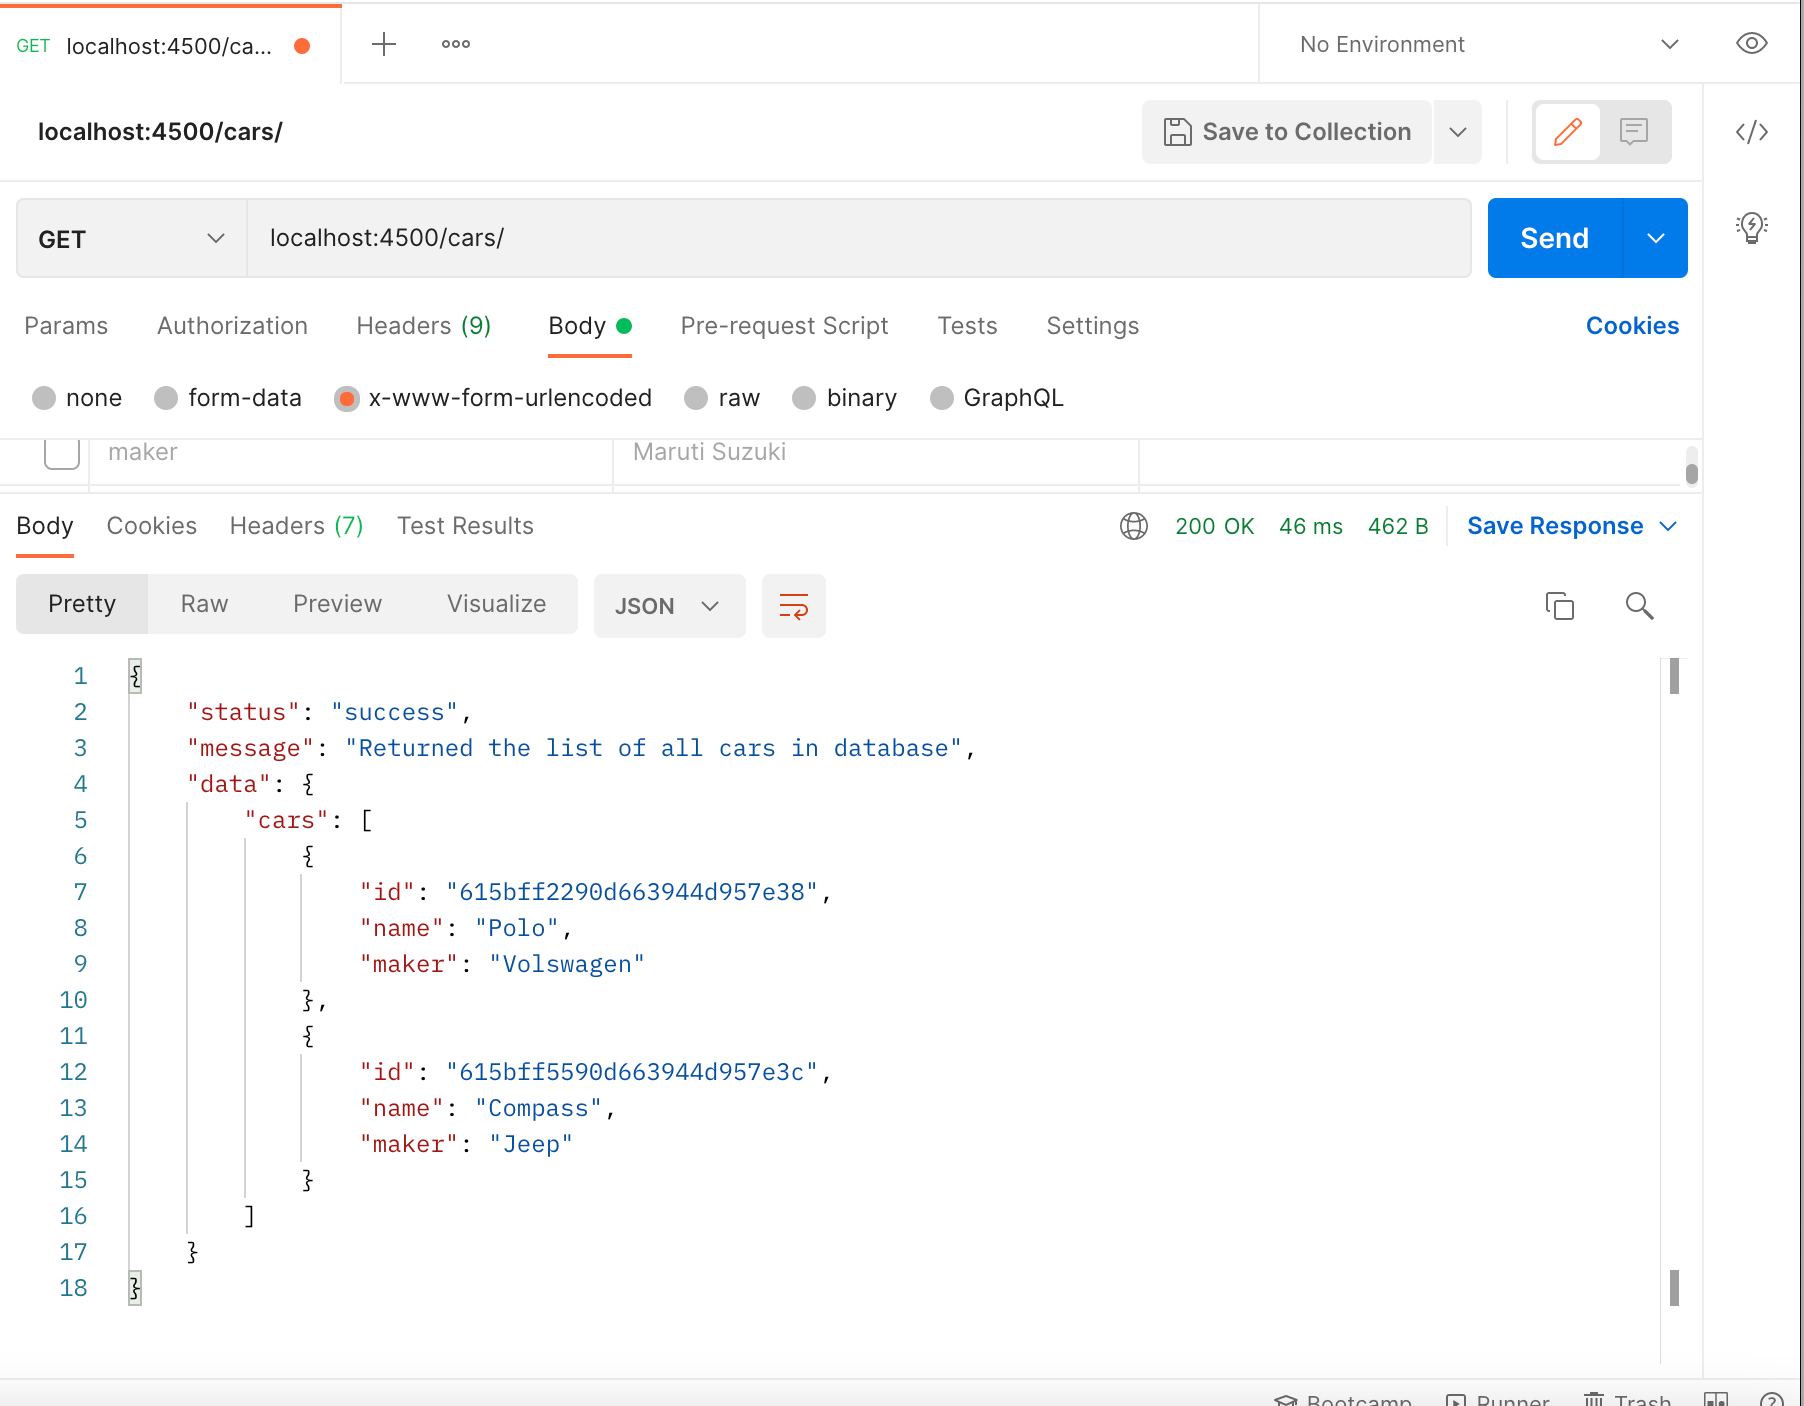 GET localhost:4500/ca... No Environment
localhost:4500/cars/ Save to Collection
GET localhost:4500/cars/ Send
Params Authorization Headers (9) Body Pre-request Script Tests Settings Cookies
none form-data x-www-form-urlencoded raw binary GraphQL
maker Maruti Suzuki
Body Cookies Headers (7) Test Results 200 OK 46 ms 462 B Save Response
Pretty Raw Preview Visualize JSON
1 {
2 "status": "success",
3 "message": "Returned the list of all cars in database",
4 "data": {
5 "cars": [
6 {
7 "id": "615bff2290d663944d957e38",
8 "name": "Polo",
9 "maker": "Volswagen"
10 },
11 {
12 "id": "615bff5590d663944d957e3c",
13 "name": "Compass",
14 "maker": "Jeep"
15 }
16 ]
17 }
18 }
Bootcamp Runner Trash